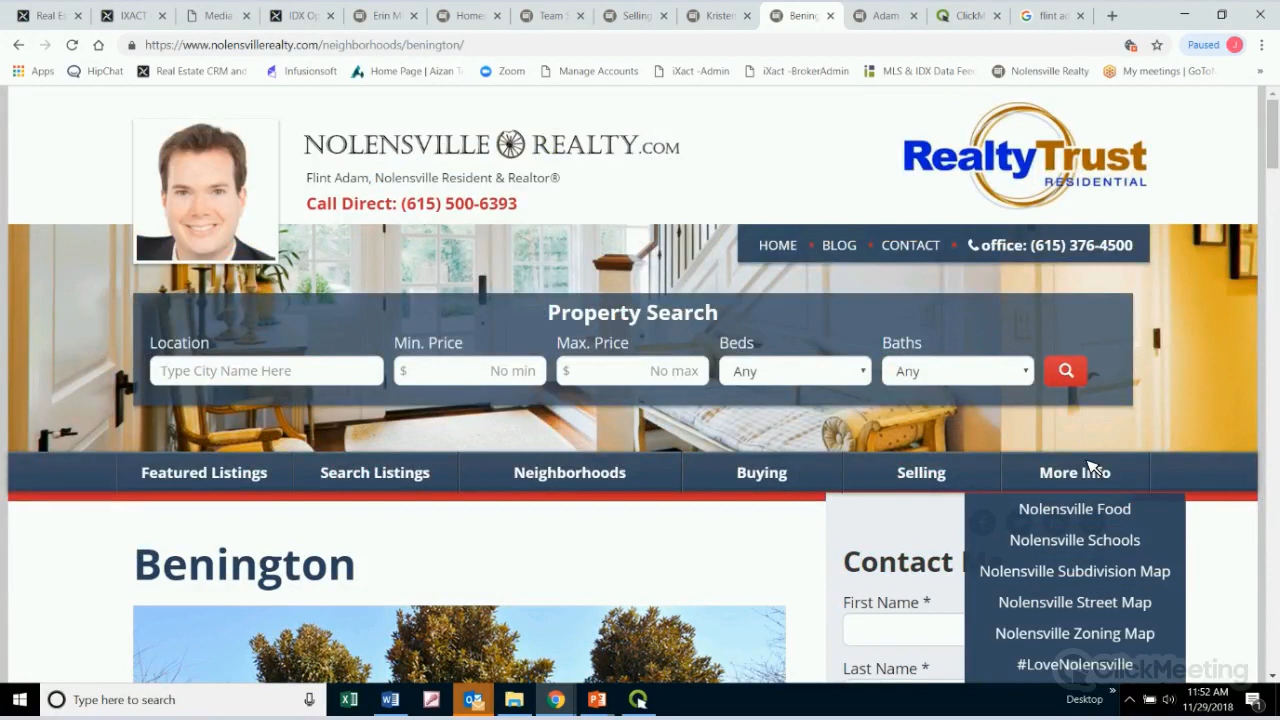 Real Es
IXACT
Media
IDX Op
Erin M
Home
Team S
Selling
Kristen
Bening
Adam
ClickM
flint ad
https://www.nolensvillerealty.com/neighborhoods/benington/
Paused
J
Apps
HipChat
Real Estate CRM and
Infusionsoft
Home Page | Aizan T
Zoom
Manage Accounts
iXact -Admin
iXact -BrokerAdmin
MLS & IDX Data Fee
Nolensville Realty
My meetings | GoTo
»
NOLENSVILLE REALTY.COM
Flint Adam, Nolensville Resident & Realtor®
Call Direct: (615) 500-6393
RealtyTrust
RESIDENTIAL
HOME • BLOG • CONTACT • office: (615) 376-4500
Property Search
Location
Min. Price
Max. Price
Beds
Baths
Type City Name Here
$ No min
$ No max
Any
Any
Featured Listings
Search Listings
Neighborhoods
Buying
Selling
More Info
Nolensville Food
Nolensville Schools
Nolensville Subdivision Map
Nolensville Street Map
Nolensville Zoning Map
#LoveNolensville
Benington
Contact
First Name *
Last Name *
ClickMeeting
Type here to search
Desktop
»
11:52 AM
11/29/2018
1